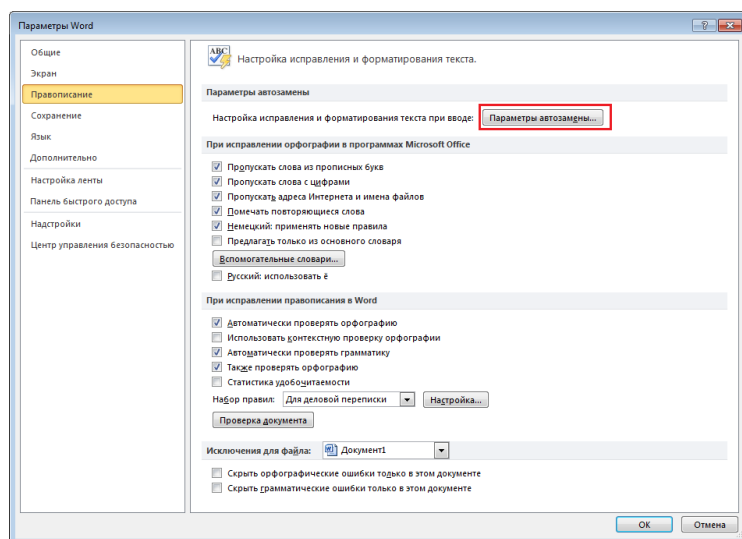 Параметры Word
Общие
Экран
Правописание
Сохранение
Язык
Дополнительно
Настройка ленты
Панель быстрого доступа
Надстройки
Центр управления безопасностью
ABC
Настройка исправления и форматирования текста.
Параметры автозамены
Настройка исправления и форматирования текста при вводе: Параметры автозамены...
При исправлении орфографии в программах Microsoft Office
Пропускать слова из прописных букв
Пропускать слова с цифрами
Пропускать адреса Интернета и имена файлов
Помечать повторяющиеся слова
Немецкий: применять новые правила
Предлагать только из основного словаря
Вспомогательные словари...
Русский: использовать ё
При исправлении правописания в Word
Автоматически проверять орфографию
Использовать контекстную проверку орфографии
Автоматически проверять грамматику
Также проверять орфографию
Статистика удобочитаемости
Набор правил: Для деловой переписки Настройка...
Проверка документа
Исключения для файла: Документ1
Скрыть орфографические ошибки только в этом документе
Скрыть грамматические ошибки только в этом документе
ОК Отмена